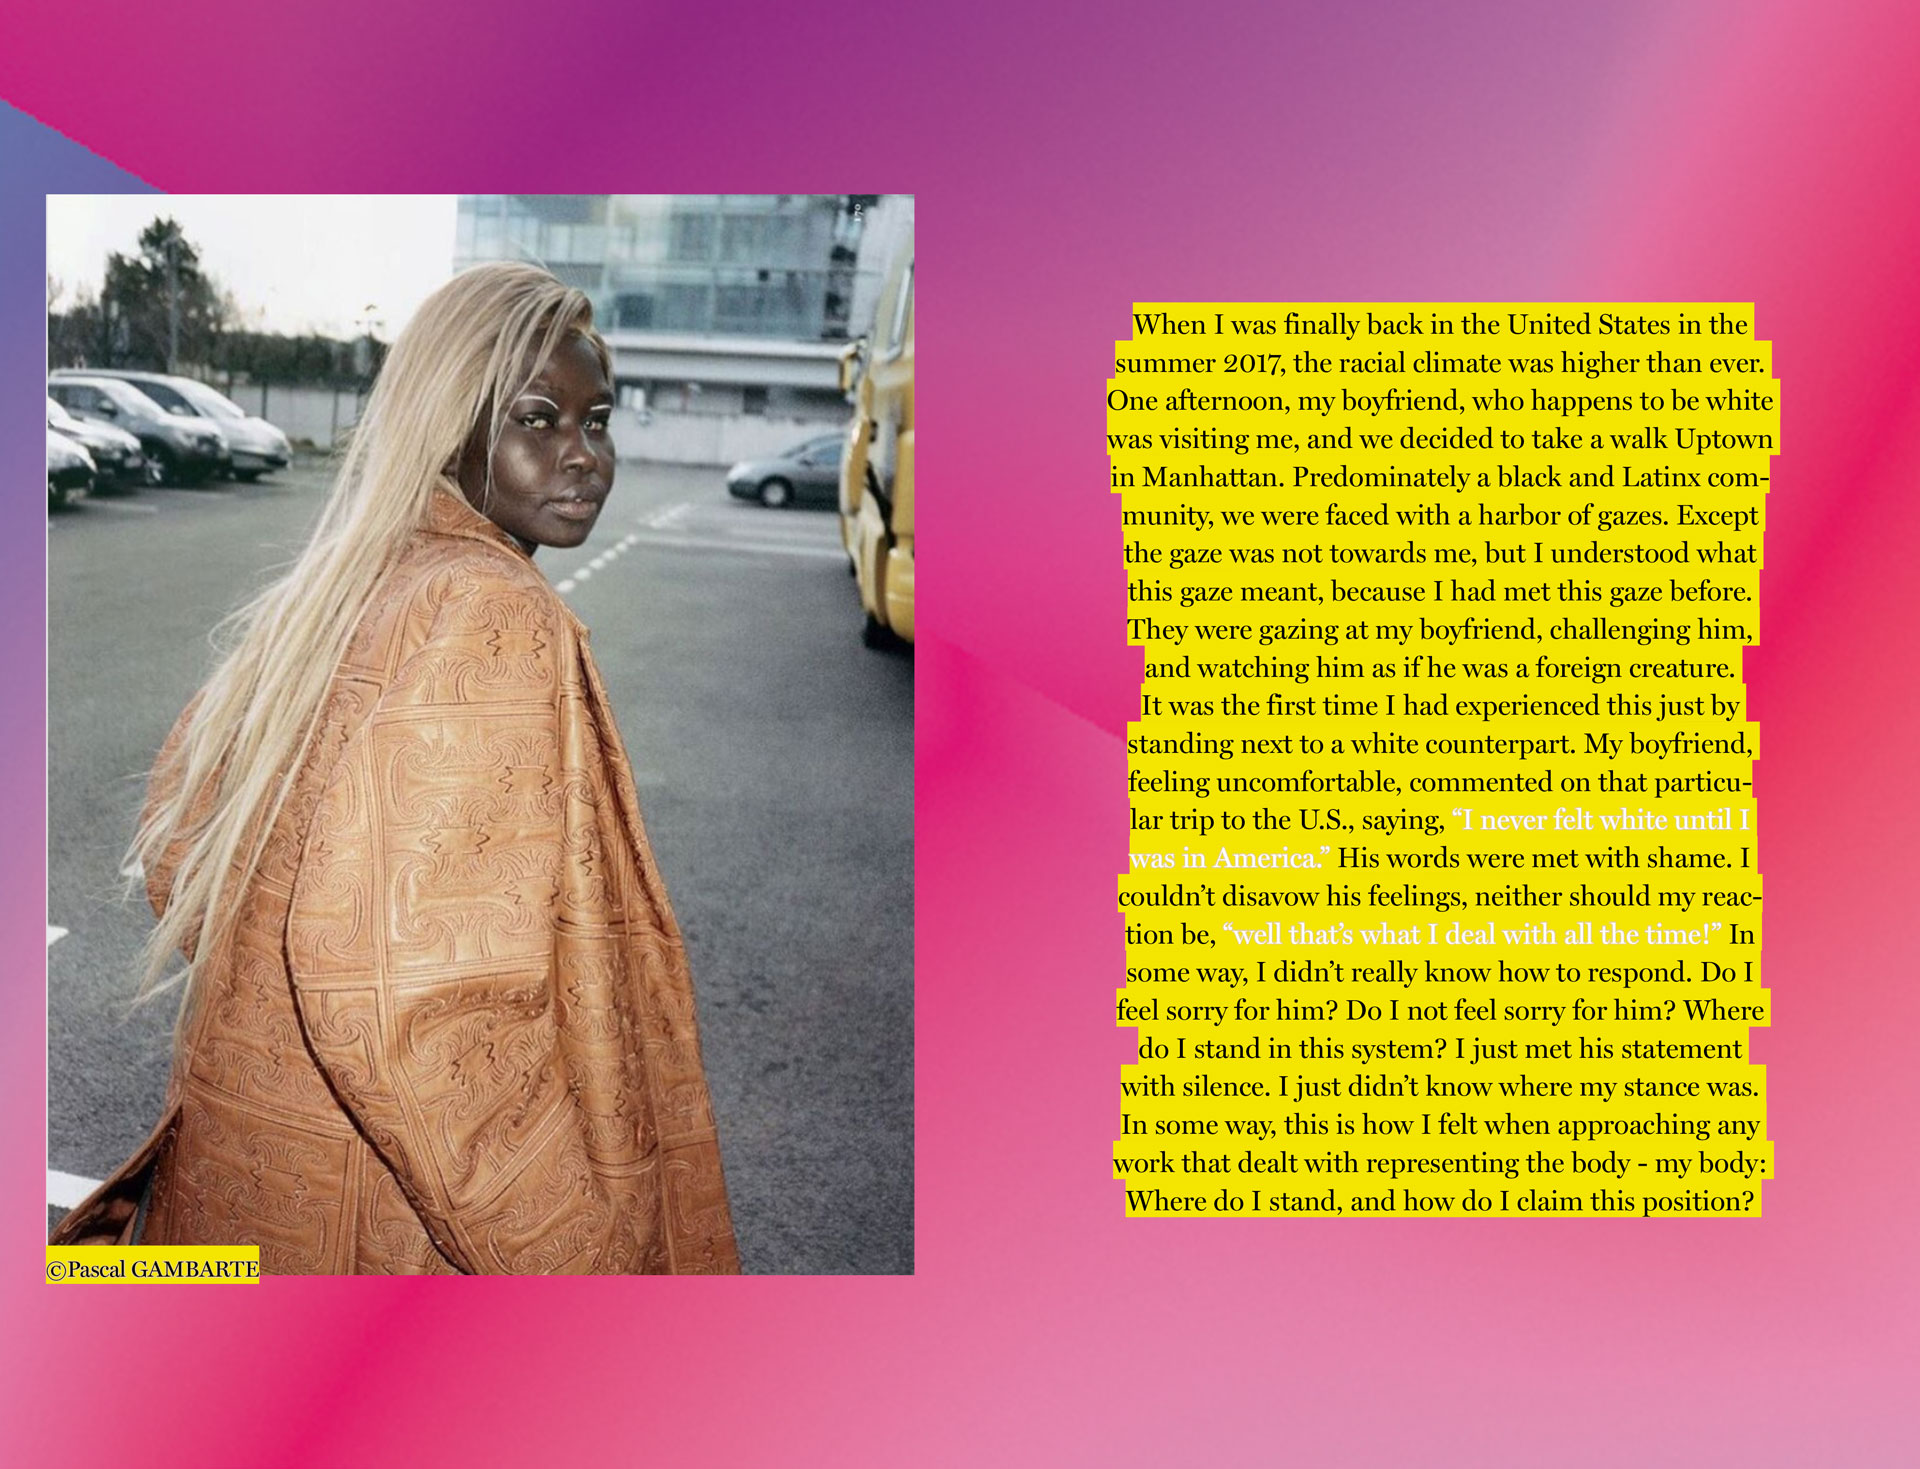 170
When I was finally back in the United States in the
summer 2017, the racial climate was higher than ever.
One afternoon, my boyfriend, who happens to be white
was visiting me, and we decided to take a walk Uptown
in Manhattan. Predominately a black and Latinx com-
munity, we were faced with a harbor of gazes. Except
the gaze was not towards me, but I understood what
this gaze meant, because I had met this gaze before.
They were gazing at my boyfriend, challenging him,
and watching him as if he was a foreign creature.
It was the first time I had experienced this just by
standing next to a white counterpart. My boyfriend,
feeling uncomfortable, commented on that particu-
lar trip to the U.S., saying, “I never felt white until I
was in America.” His words were met with shame. I
couldn’t disavow his feelings, neither should my reac-
tion be, “well that’s what I deal with all the time!” In
some way, I didn’t really know how to respond. Do I
feel sorry for him? Do I not feel sorry for him? Where
do I stand in this system? I just met his statement
with silence. I just didn’t know where my stance was.
In some way, this is how I felt when approaching any
work that dealt with representing the body - my body:
Where do I stand, and how do I claim this position?
©Pascal GAMBARTE